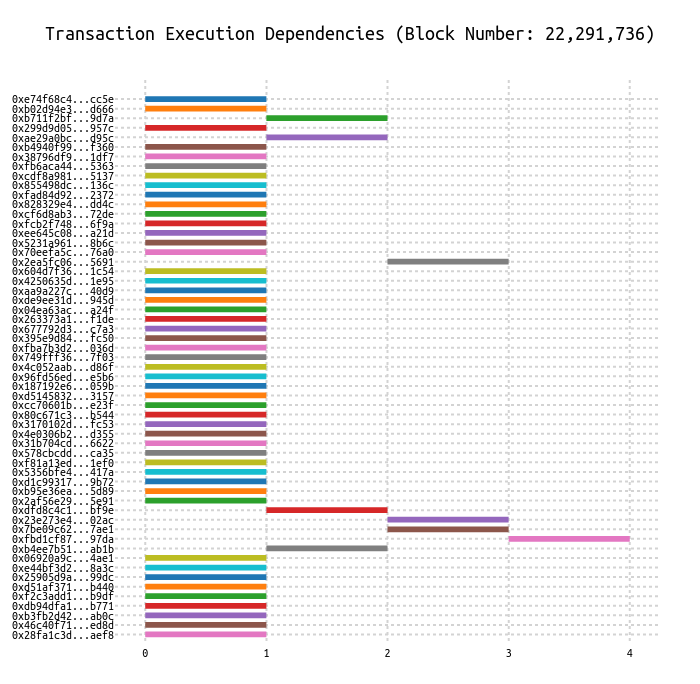 Transaction Execution Dependencies (Block Number: 22,291,736)
0xe74f68c4...cc5e
0xb02d94e3...d666
0xb711f2bf...9d7a
0x299d9d05...957c
0xae29a0bc...d95c
0xb4940f99...f360
0x38796df9...1df7
0xfb6aca44...5363
0xcdf8a981...5137
0x855498dc...136c
0xfad84d92...2372
0x828329e4...dd4c
0xcf6d8ab3...72de
0xfcb2f748...6f9a
0xee645c08...a21d
0x5231a961...8b6c
0x70eefa5c...76a0
0x2ea5fc06...5691
0x604d7f36...1c54
0x4250635d...1e95
0xaa9a227c...40d9
0xde9ee31d...945d
0x04ea63ac...a24f
0x263373a1...f1de
0x677792d3...c7a3
0x395e9d84...fc50
0xfba7b3d2...036d
0x749fff36...7f03
0x4c052aab...d86f
0x96fd56ed...e5b6
0x187192e6...059b
0xd5145832...3157
0xcc70601b...e23f
0x80c671c3...b544
0x3170102d...fc53
0x4e0306b2...d355
0x31b704cd...6622
0x578cbcdd...ca35
0xf81a13ed...1ef0
0x5356bfe4...417a
0xd1c99317...9b72
0xb95e36ea...5d89
0x2af56e29...5e91
0xdfd8c4c1...bf9e
0x23e273e4...02ac
0x7be09c62...7ae1
0xfbd1cf87...97da
0xb4ee7b51...ab1b
0x06920a9c...4ae1
0xe44bf3d2...8a3c
0x25905d9a...99dc
0xd51af371...b440
0xf2c3add1...b9df
0xdb94dfa1...b771
0xb3fb2d42...ab0c
0x46c40f71...ed8d
0x28fa1c3d...aef8
0 1 2 3 4